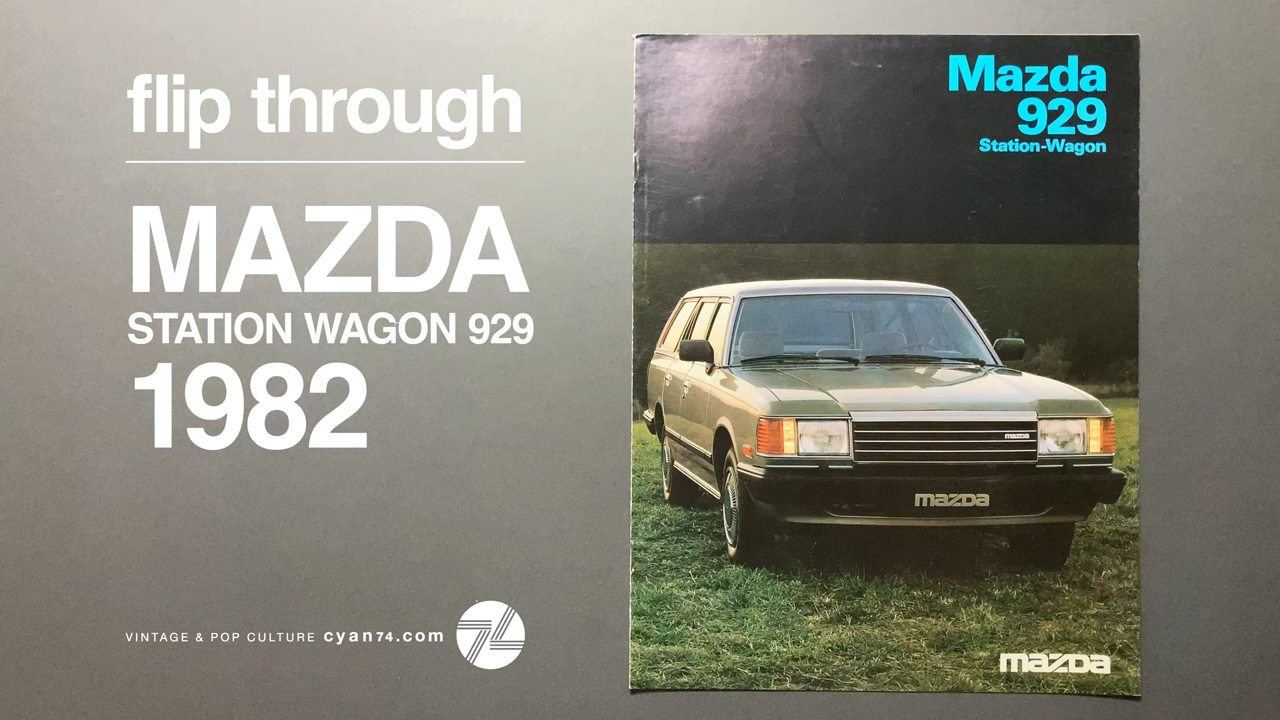 flip through
MAZDA
STATION WAGON 929
1982
VINTAGE & POP CULTURE cyan74.com
74
Mazda
929
Station-Wagon
mazda
mazda
mazda